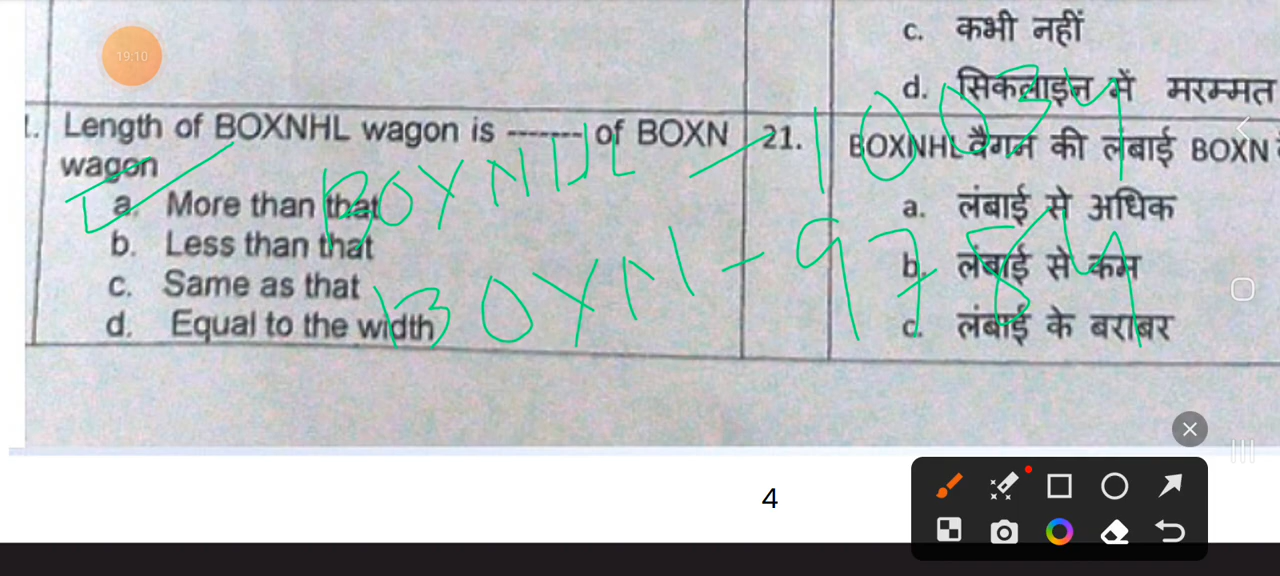 19:10
c. कभी नहीं
d. सिकलाइन में मरम्मत
Length of BOXNHL wagon is ------- of BOXN
wagon
a. More than that
b. Less than that
c. Same as that
d. Equal to the width
21. BOXNHL वैगन की लंबाई BOXN
a. लंबाई से अधिक
b. लंबाई से कम
c. लंबाई के बराबर
BOXNHL - 10034
BOXN - 9784
4